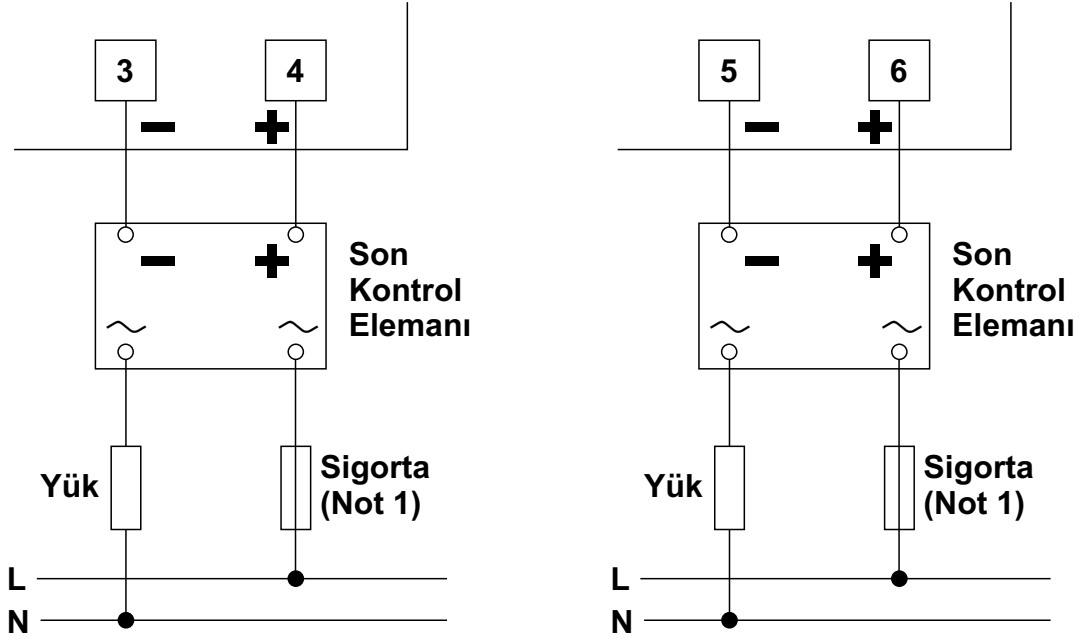 3 4
− +
− +
Son
Kontrol
Elemanı
∼ ∼
Yük
Sigorta
(Not 1)
L
N
5 6
− +
− +
Son
Kontrol
Elemanı
∼ ∼
Yük
Sigorta
(Not 1)
L
N